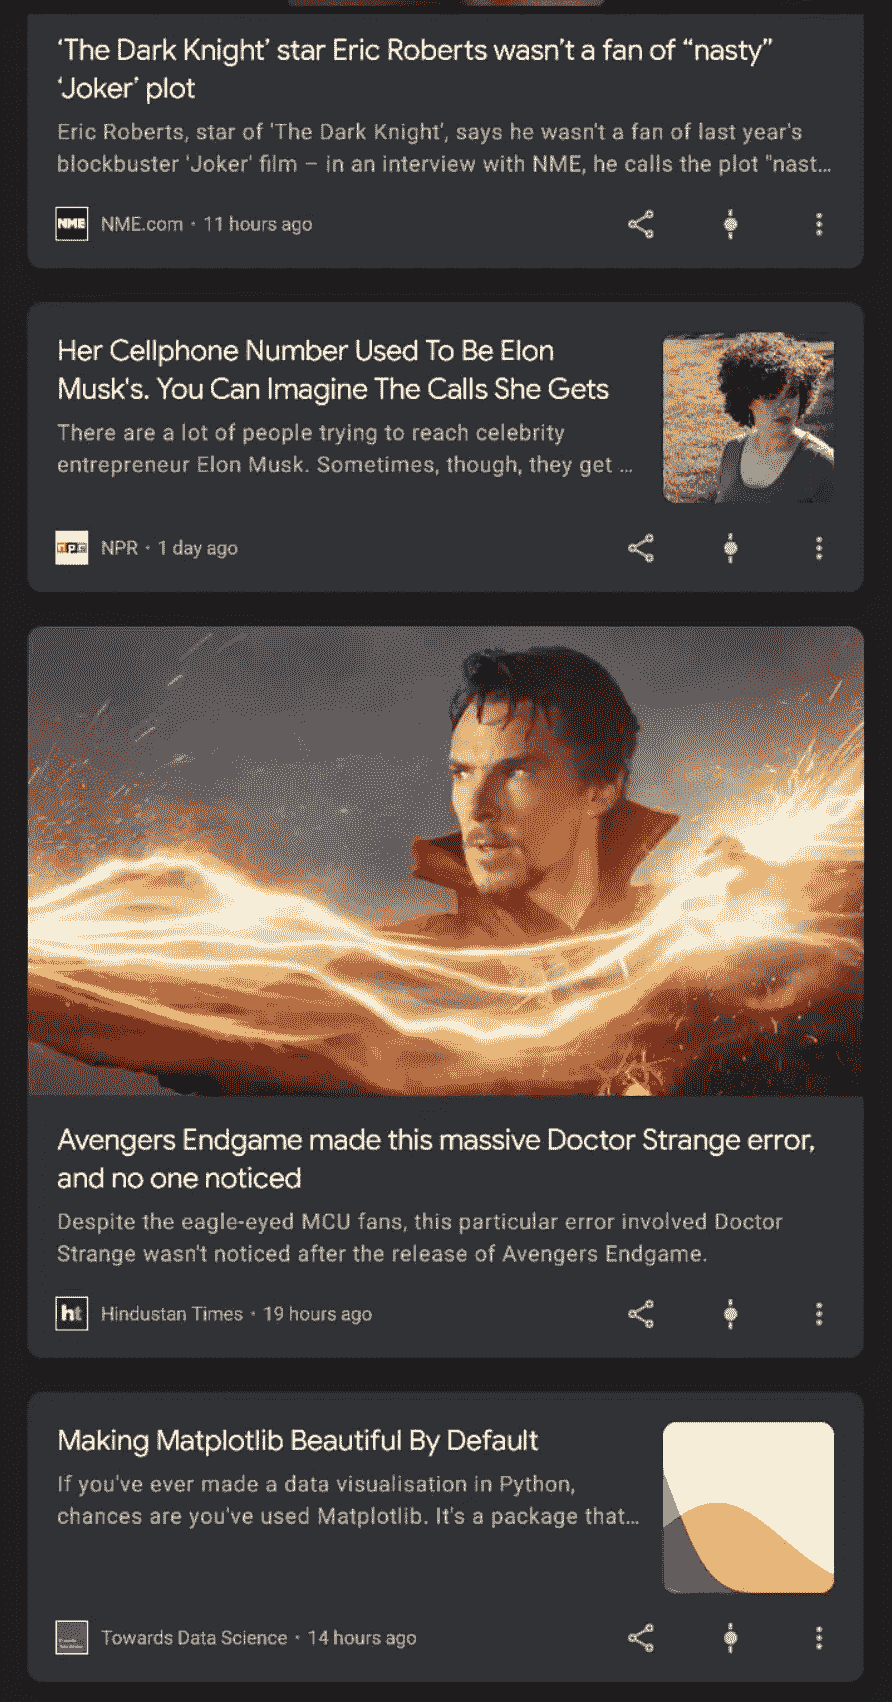 ‘The Dark Knight’ star Eric Roberts wasn’t a fan of “nasty”
‘Joker’ plot
Eric Roberts, star of 'The Dark Knight', says he wasn't a fan of last year's
blockbuster 'Joker' film – in an interview with NME, he calls the plot "nast...
NME
NME.com · 11 hours ago
Her Cellphone Number Used To Be Elon
Musk's. You Can Imagine The Calls She Gets
There are a lot of people trying to reach celebrity
entrepreneur Elon Musk. Sometimes, though, they get ...
npr
NPR · 1 day ago
Avengers Endgame made this massive Doctor Strange error,
and no one noticed
Despite the eagle-eyed MCU fans, this particular error involved Doctor
Strange wasn't noticed after the release of Avengers Endgame.
ht
Hindustan Times · 19 hours ago
Making Matplotlib Beautiful By Default
If you've ever made a data visualisation in Python,
chances are you've used Matplotlib. It's a package that...
Towards Data Science · 14 hours ago